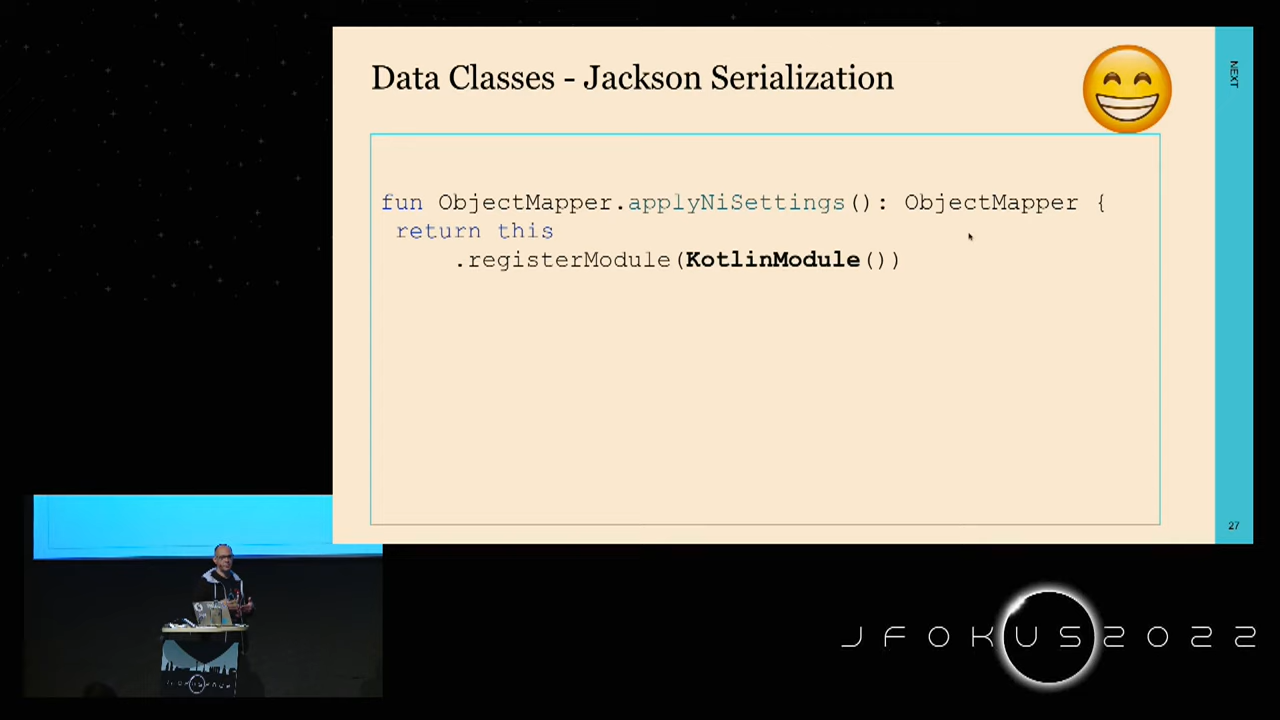 Data Classes - Jackson Serialization
NEXT
fun ObjectMapper.applyNiSettings(): ObjectMapper {
return this
.registerModule(KotlinModule())
27
JFOKUS2022